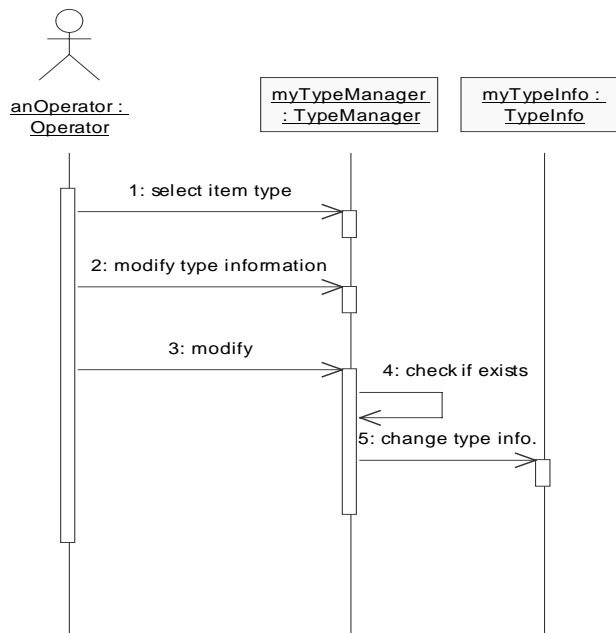 anOperator :
Operator
myTypeManager
: TypeManager
myTypeInfo :
TypeInfo
1: select item type
2: modify type information
3: modify
4: check if exists
5: change type info.